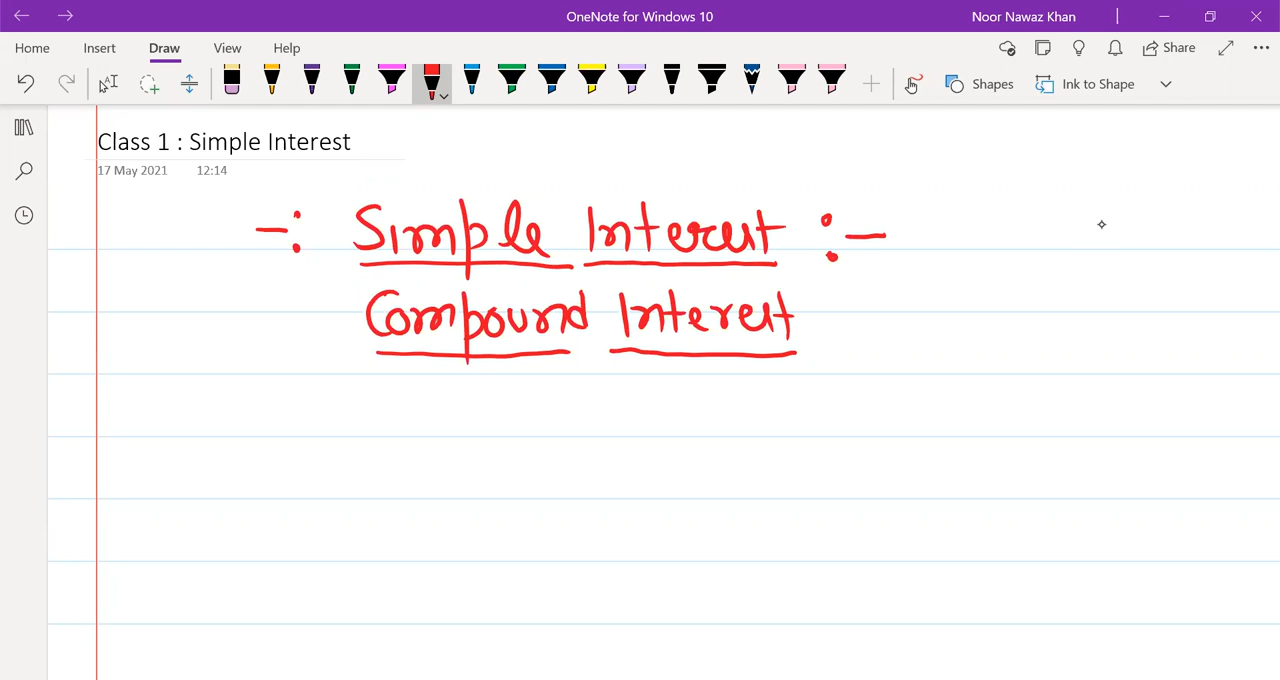 OneNote for Windows 10
Noor Nawaz Khan
Home Insert Draw View Help
Share
Shapes Ink to Shape
Class 1 : Simple Interest
17 May 2021 12:14
-: Simple Interest :-
Compound Interest